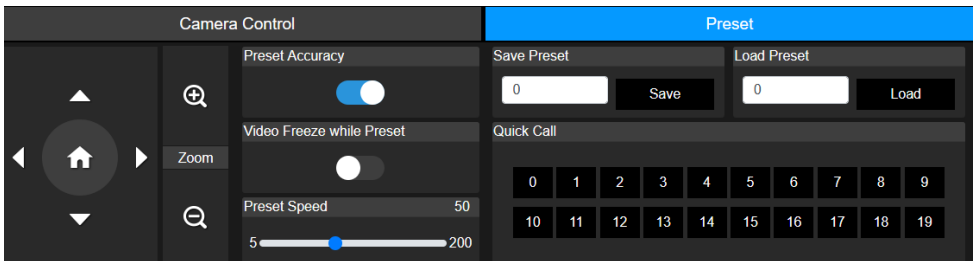 Camera Control
Preset
Preset Accuracy
Video Freeze while Preset
Zoom
Preset Speed 50
5 200
Save Preset
0 Save
Load Preset
0 Load
Quick Call
0 1 2 3 4 5 6 7 8 9
10 11 12 13 14 15 16 17 18 19